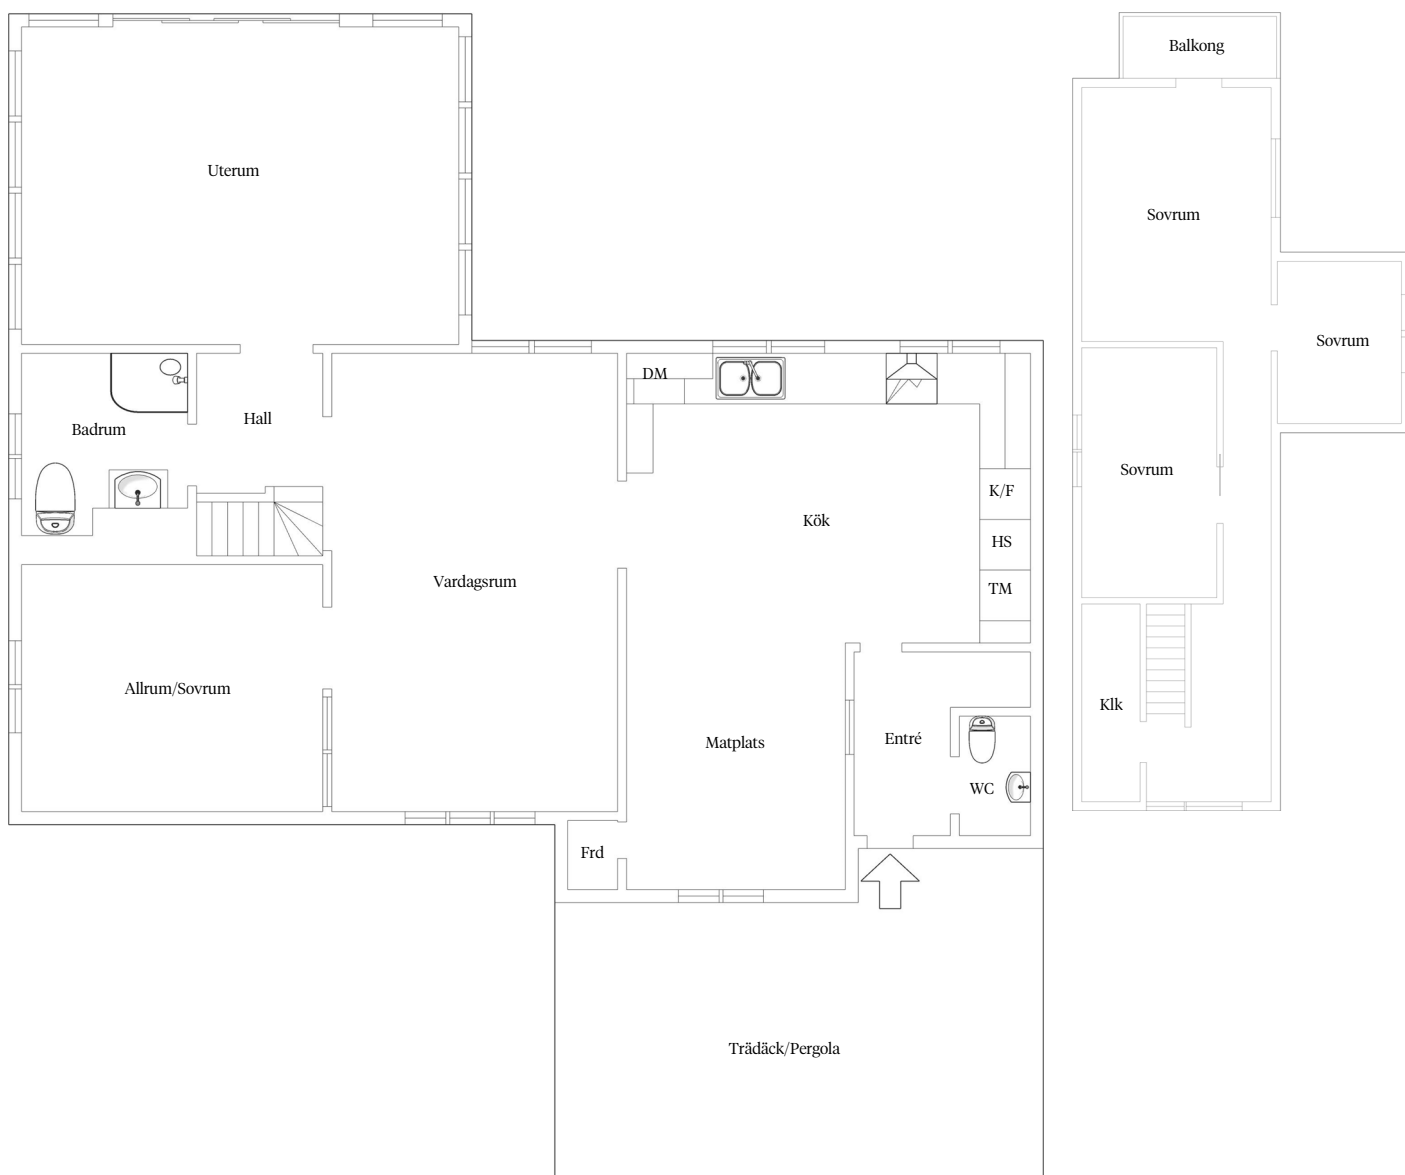 Balkong
Uterum
Sovrum
Sovrum
DM
Hall
Badrum
Sovrum
K/F
Kök
HS
Vardagsrum
TM
Allrum/Sovrum
Klk
Entré
Matplats
WC
Frd
Trädäck/Pergola